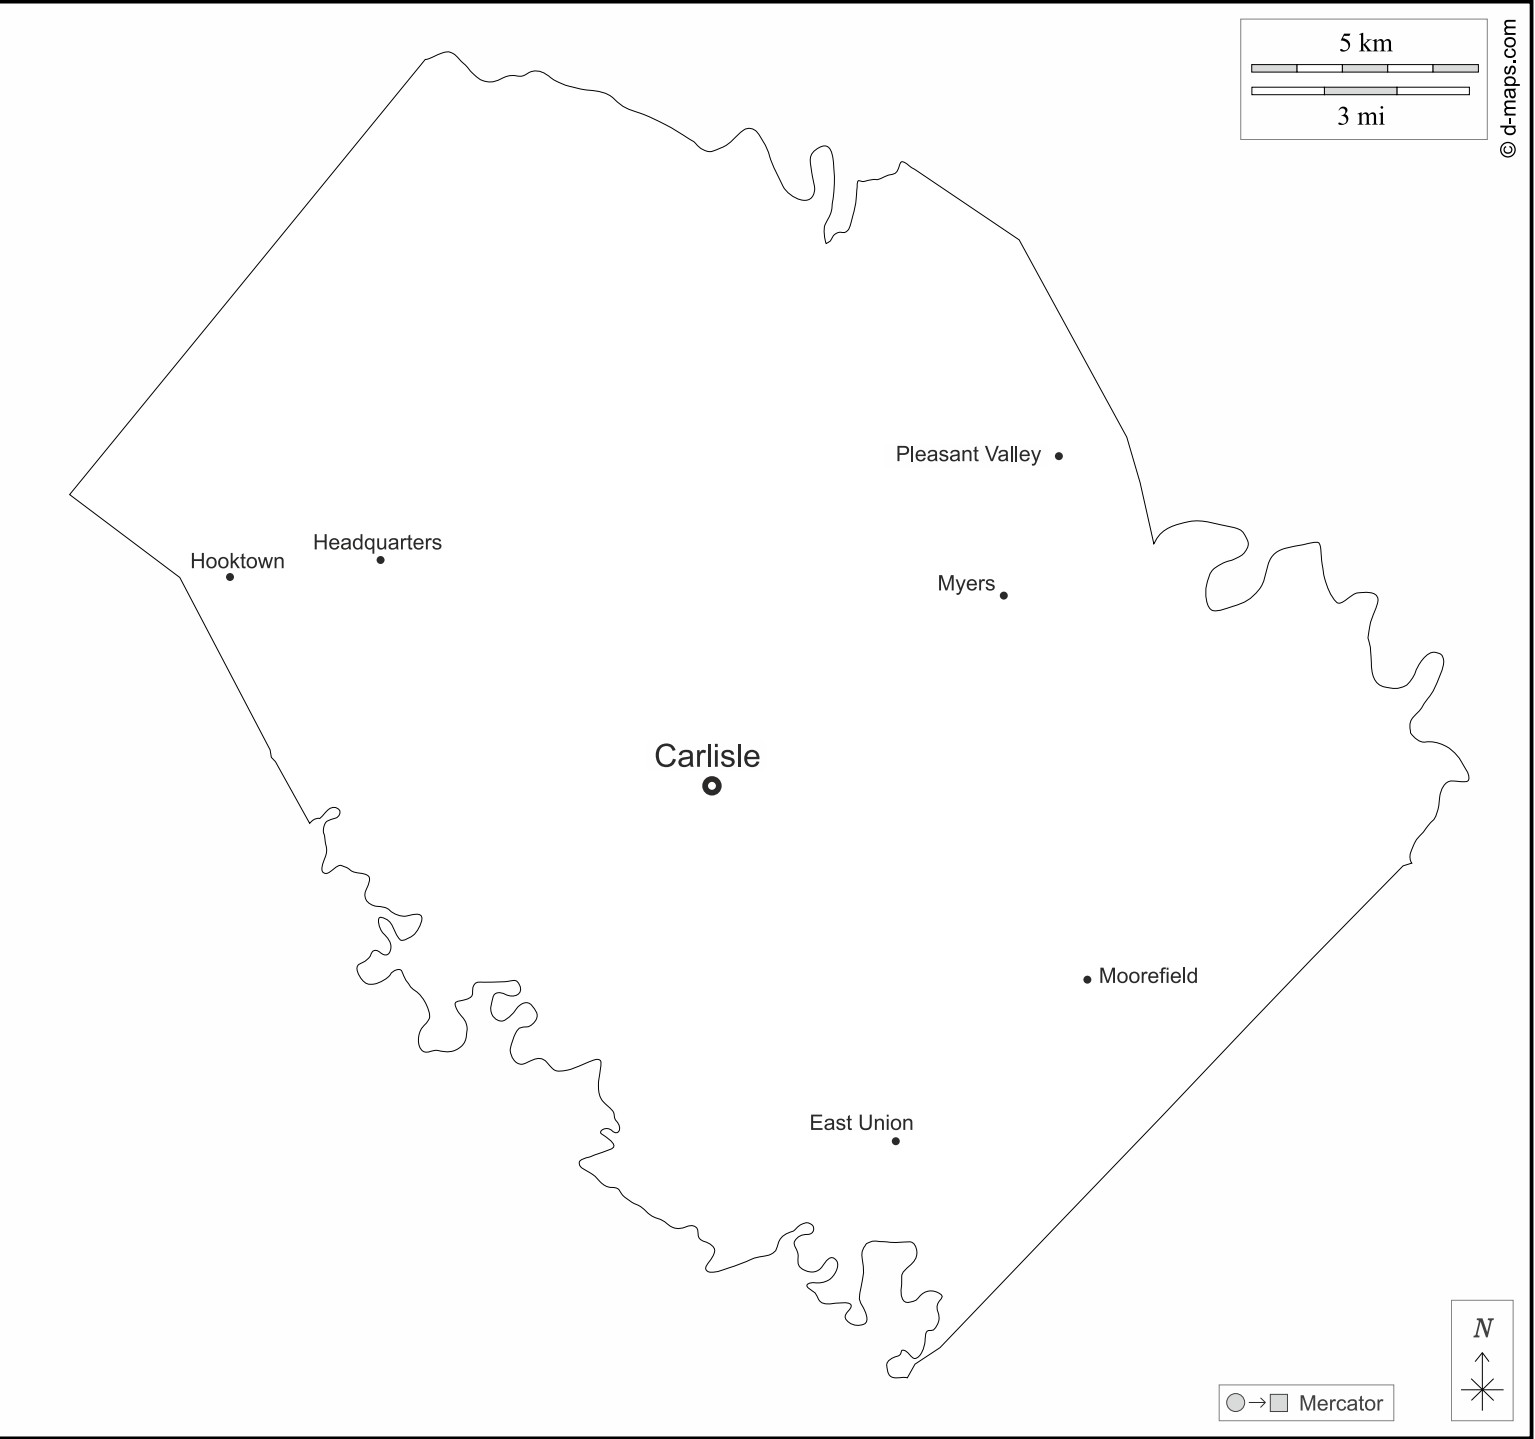 5 km
3 mi
© d-maps.com
Pleasant Valley
Headquarters
Hooktown
Myers
Carlisle
Moorefield
East Union
N
Mercator